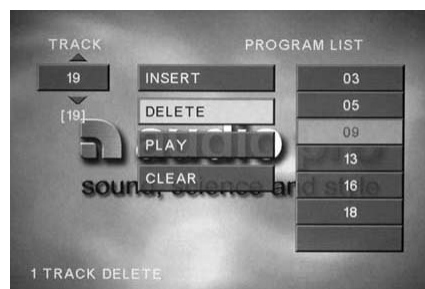 TRACK
PROGRAM LIST
19
[19]
INSERT
DELETE
PLAY
CLEAR
03
05
09
13
16
18
sound, science and style
1 TRACK DELETE